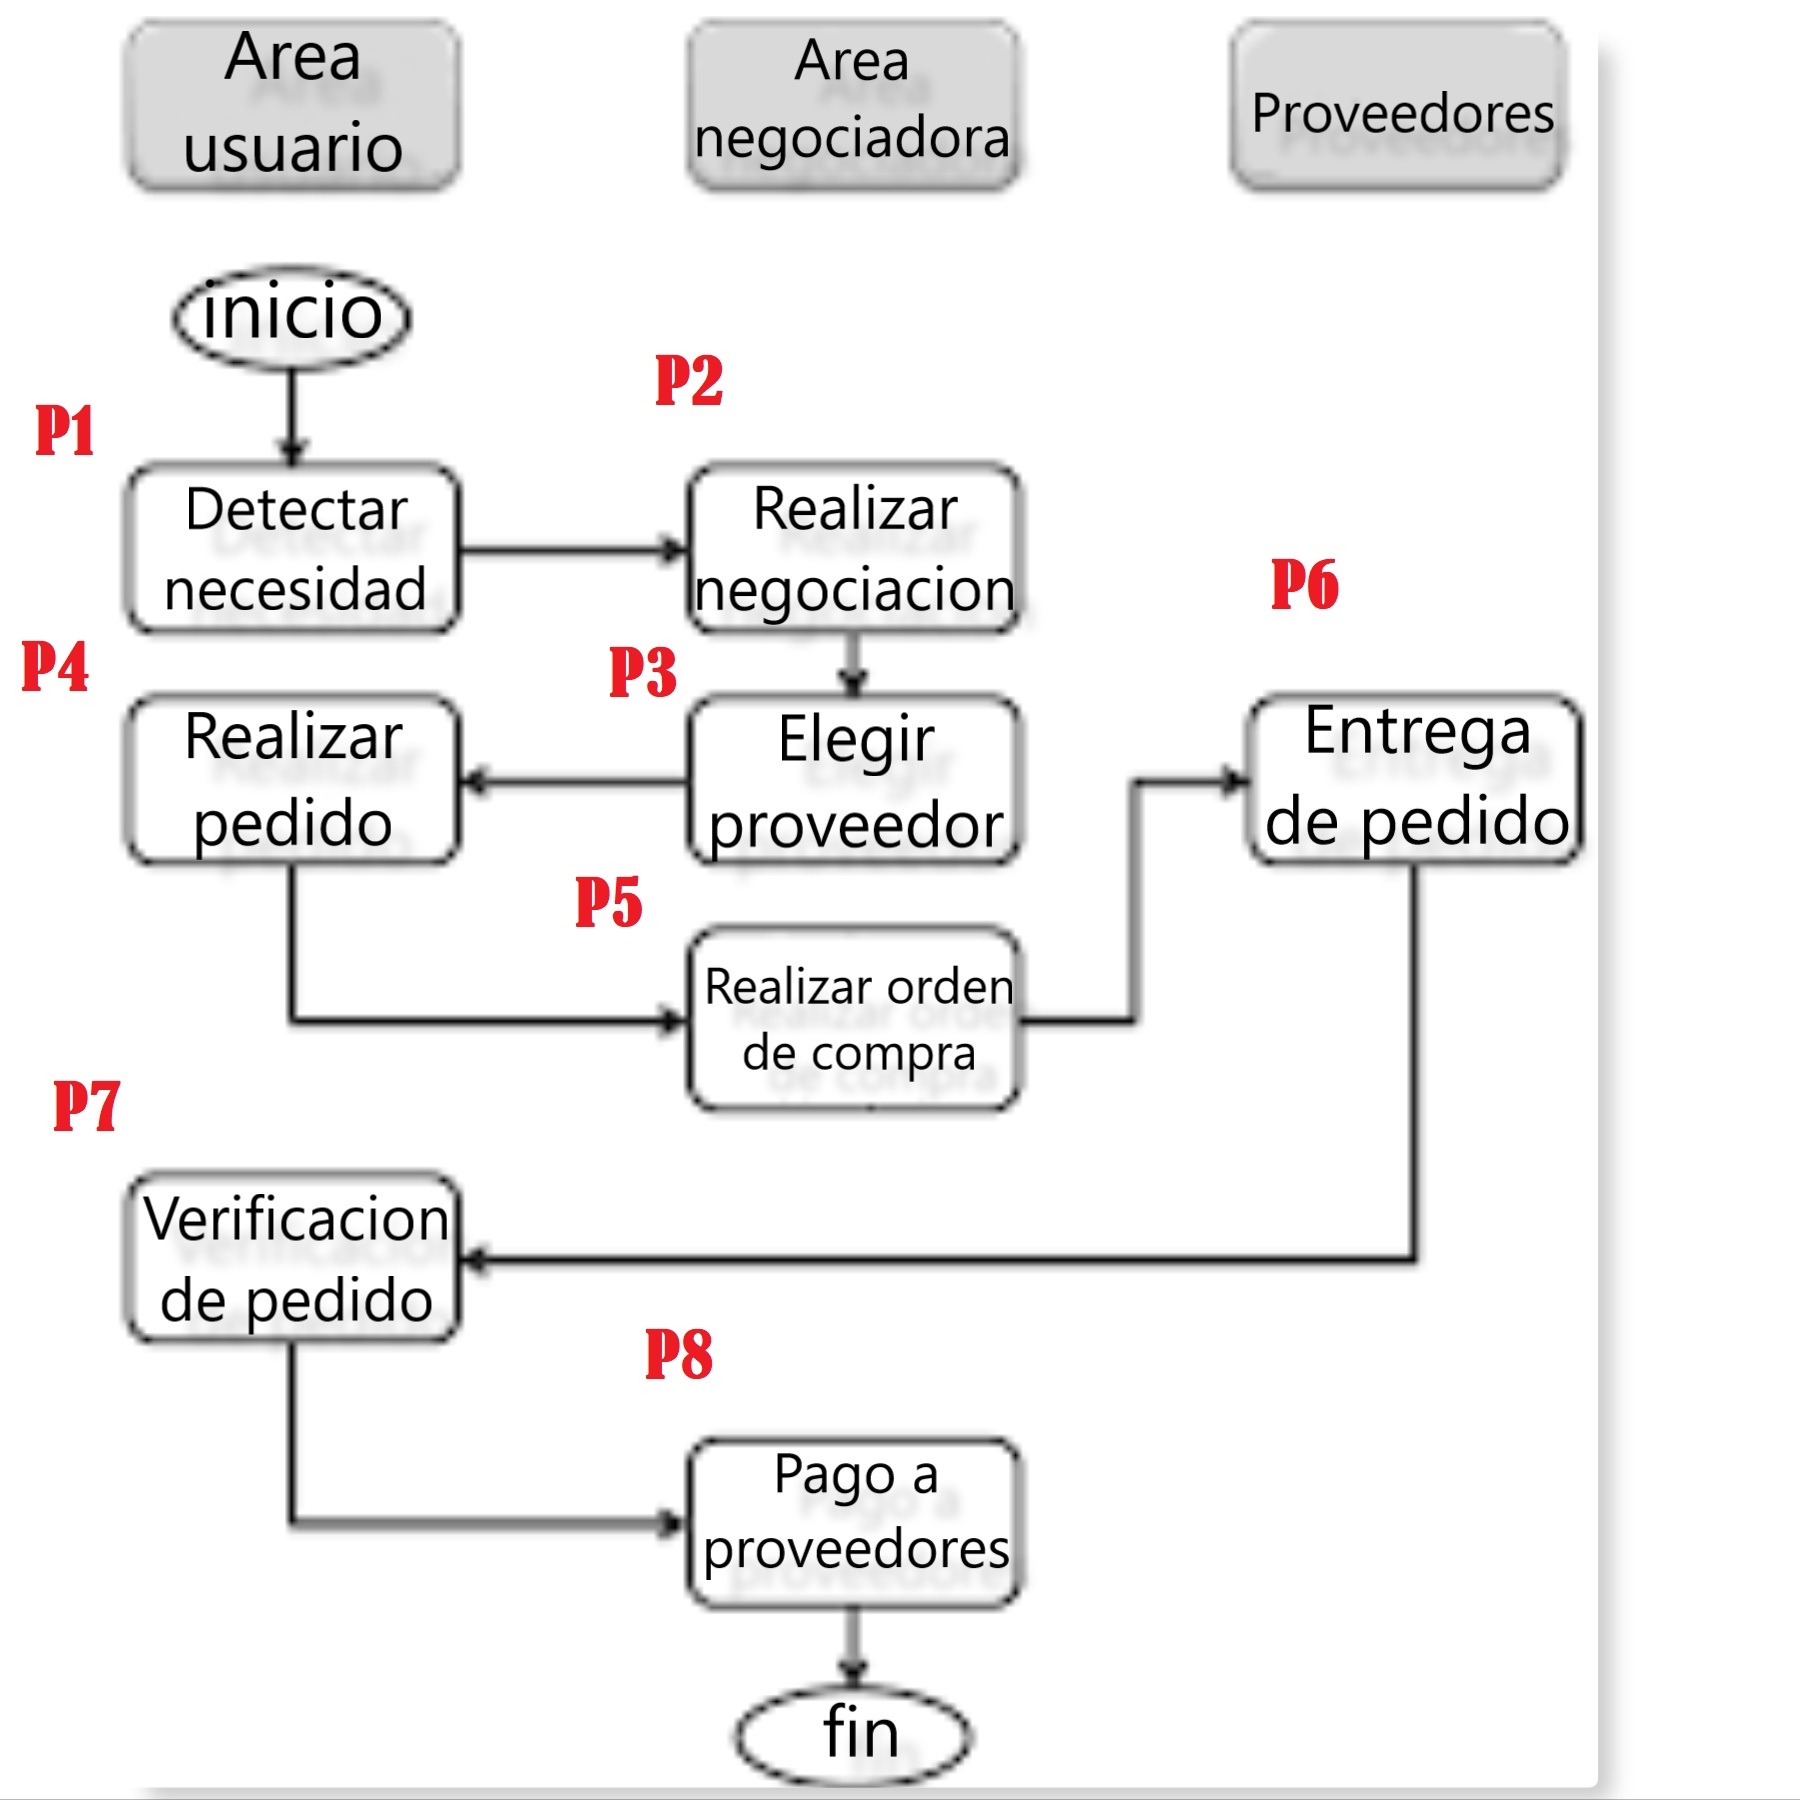 Area
usuario
Area
negociadora
Proveedores
inicio
P1
P2
Detectar
necesidad
Realizar
negociacion
P6
P4
P3
Realizar
pedido
Elegir
proveedor
Entrega
de pedido
P5
Realizar orden
de compra
P7
Verificacion
de pedido
P8
Pago a
proveedores
fin